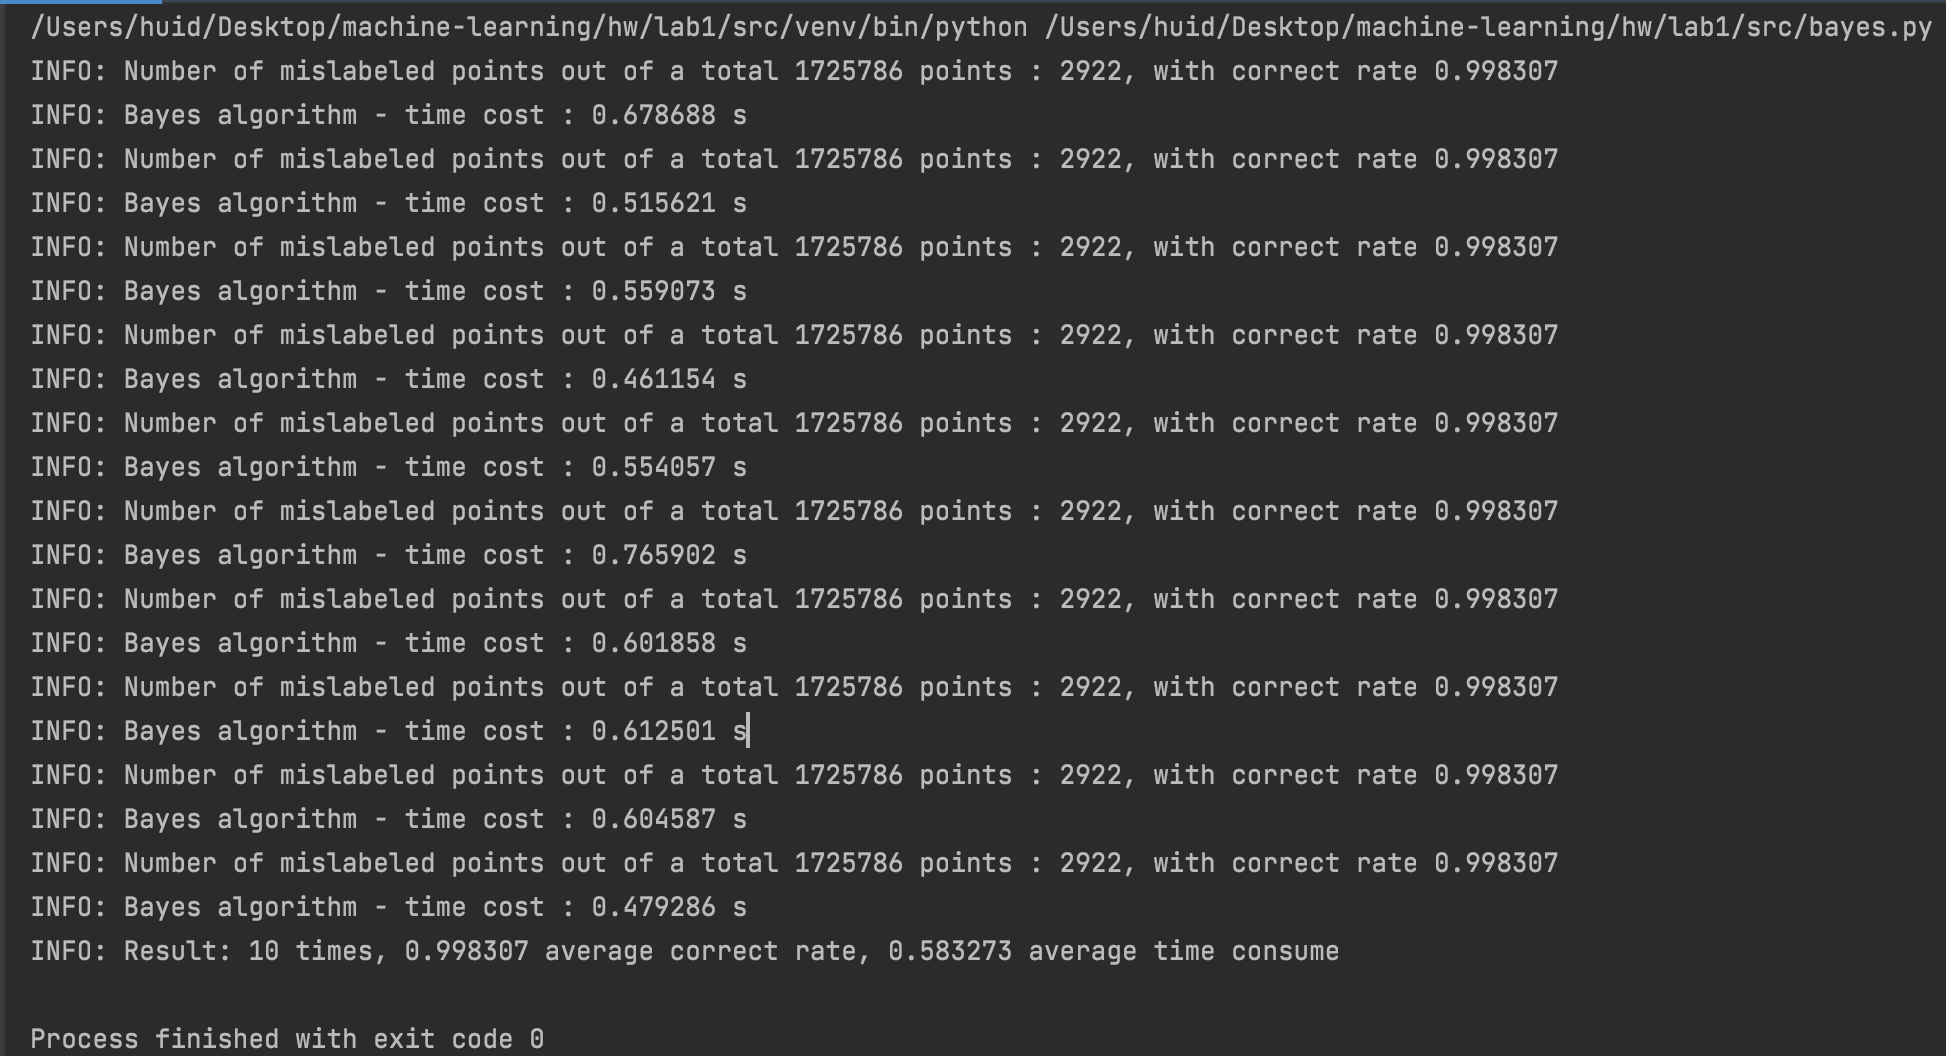 /Users/huid/Desktop/machine-learning/hw/lab1/src/venv/bin/python /Users/huid/Desktop/machine-learning/hw/lab1/src/bayes.py
INFO: Number of mislabeled points out of a total 1725786 points : 2922, with correct rate 0.998307
INFO: Bayes algorithm - time cost : 0.678688 s
INFO: Number of mislabeled points out of a total 1725786 points : 2922, with correct rate 0.998307
INFO: Bayes algorithm - time cost : 0.515621 s
INFO: Number of mislabeled points out of a total 1725786 points : 2922, with correct rate 0.998307
INFO: Bayes algorithm - time cost : 0.559073 s
INFO: Number of mislabeled points out of a total 1725786 points : 2922, with correct rate 0.998307
INFO: Bayes algorithm - time cost : 0.461154 s
INFO: Number of mislabeled points out of a total 1725786 points : 2922, with correct rate 0.998307
INFO: Bayes algorithm - time cost : 0.554057 s
INFO: Number of mislabeled points out of a total 1725786 points : 2922, with correct rate 0.998307
INFO: Bayes algorithm - time cost : 0.765902 s
INFO: Number of mislabeled points out of a total 1725786 points : 2922, with correct rate 0.998307
INFO: Bayes algorithm - time cost : 0.601858 s
INFO: Number of mislabeled points out of a total 1725786 points : 2922, with correct rate 0.998307
INFO: Bayes algorithm - time cost : 0.612501 s
INFO: Number of mislabeled points out of a total 1725786 points : 2922, with correct rate 0.998307
INFO: Bayes algorithm - time cost : 0.604587 s
INFO: Number of mislabeled points out of a total 1725786 points : 2922, with correct rate 0.998307
INFO: Bayes algorithm - time cost : 0.479286 s
INFO: Result: 10 times, 0.998307 average correct rate, 0.583273 average time consume
Process finished with exit code 0